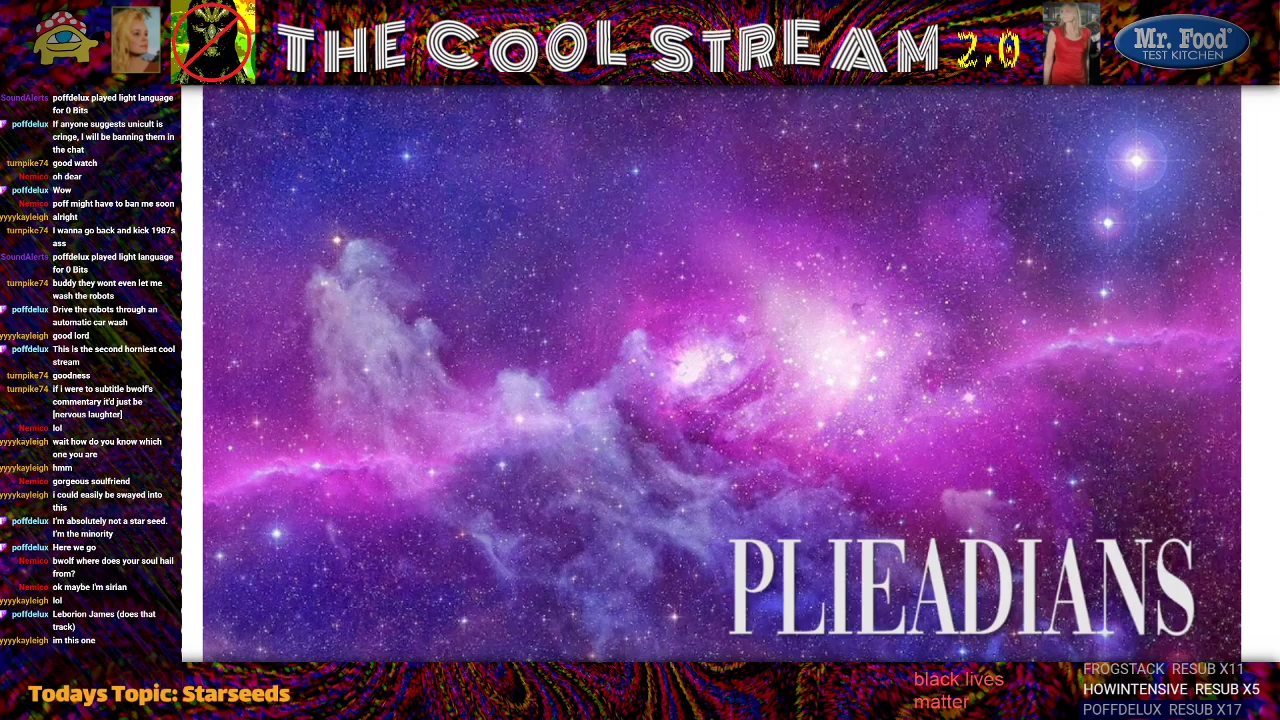 THE COOL STREAM 2.0
Mr. Food®
TEST KITCHEN
SoundAlerts poffdelux played light language
for 0 Bits
poffdelux If anyone suggests unicult is
cringe, I will be banning them in
the chat
turnpike74 good watch
Nemico oh dear
poffdelux Wow
Nemico poff might have to ban me soon
yyyykayleigh alright
turnpike74 I wanna go back and kick 1987s
ass
SoundAlerts poffdelux played light language
for 0 Bits
turnpike74 buddy they wont even let me
wash the robots
poffdelux Drive the robots through an
automatic car wash
yyyykayleigh good lord
poffdelux This is the second horniest cool
stream
turnpike74 goodness
turnpike74 if i were to subtitle bwolf's
commentary it'd just be
[nervous laughter]
Nemico lol
yyyykayleigh wait how do you know which
one you are
yyyykayleigh hmm
Nemico gorgeous soulfriend
yyyykayleigh i could easily be swayed into
this
poffdelux I'm absolutely not a star seed.
I'm the minority
poffdelux Here we go
Nemico bwolf where does your soul hail
from?
Nemico ok maybe I'm sirian
yyyykayleigh lol
poffdelux Leborion James (does that
track)
yyyykayleigh im this one
PLIEADIANS
Todays Topic: Starseeds
black lives
matter
FROGSTACK RESUB X11
HOWINTENSIVE RESUB X5
POFFDELUX RESUB X17